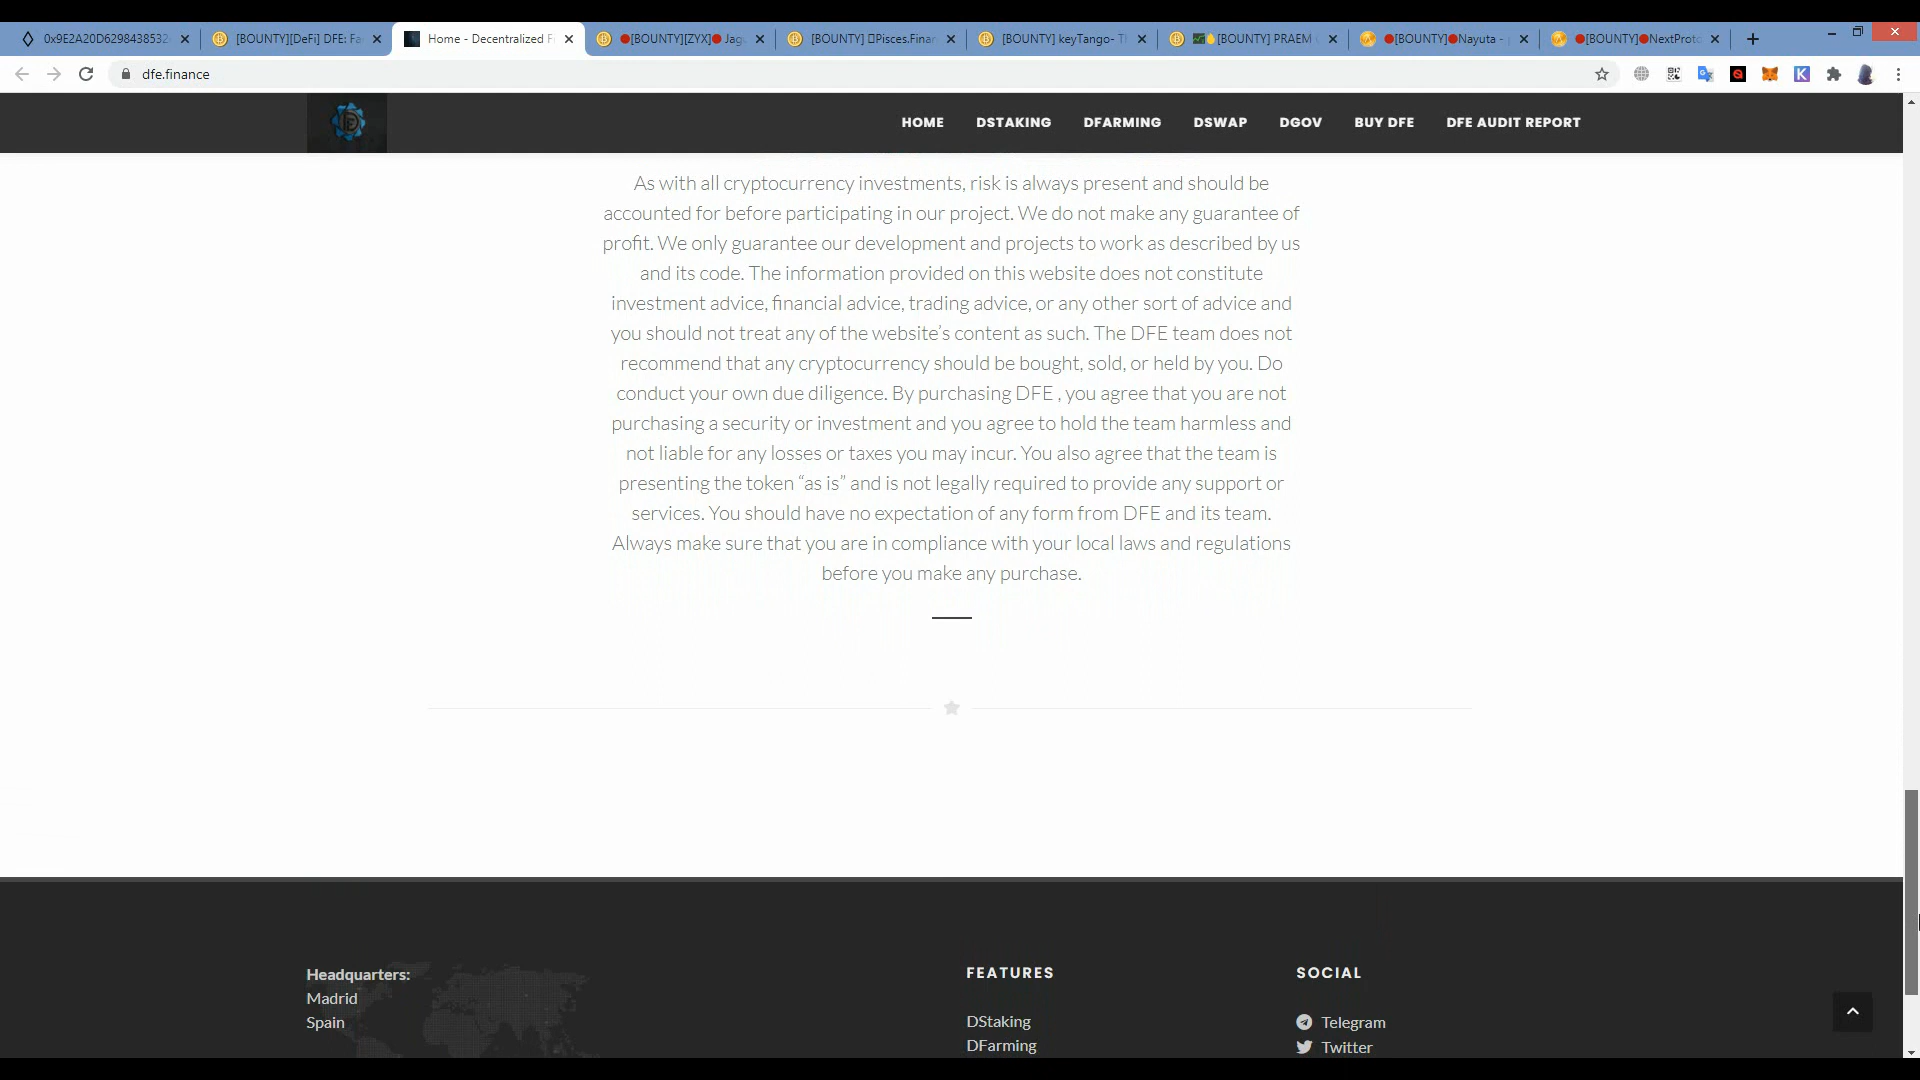 0x9E2A20D6298438532
[BOUNTY][DeFi] DFE: Fa
Home - Decentralized F
[BOUNTY][ZYX] Jag
[BOUNTY] Pisces.Finan
[BOUNTY] keyTango- T
[BOUNTY] PRAEM
[BOUNTY] Nayuta -
[BOUNTY] NextProto
dfe.finance
HOME DSTAKING DFARMING DSWAP DGOV BUY DFE DFE AUDIT REPORT
As with all cryptocurrency investments, risk is always present and should be
accounted for before participating in our project. We do not make any guarantee of
profit. We only guarantee our development and projects to work as described by us
and its code. The information provided on this website does not constitute
investment advice, financial advice, trading advice, or any other sort of advice and
you should not treat any of the website’s content as such. The DFE team does not
recommend that any cryptocurrency should be bought, sold, or held by you. Do
conduct your own due diligence. By purchasing DFE , you agree that you are not
purchasing a security or investment and you agree to hold the team harmless and
not liable for any losses or taxes you may incur. You also agree that the team is
presenting the token “as is” and is not legally required to provide any support or
services. You should have no expectation of any form from DFE and its team.
Always make sure that you are in compliance with your local laws and regulations
before you make any purchase.
Headquarters:
Madrid
Spain
FEATURES
DStaking
DFarming
SOCIAL
Telegram
Twitter